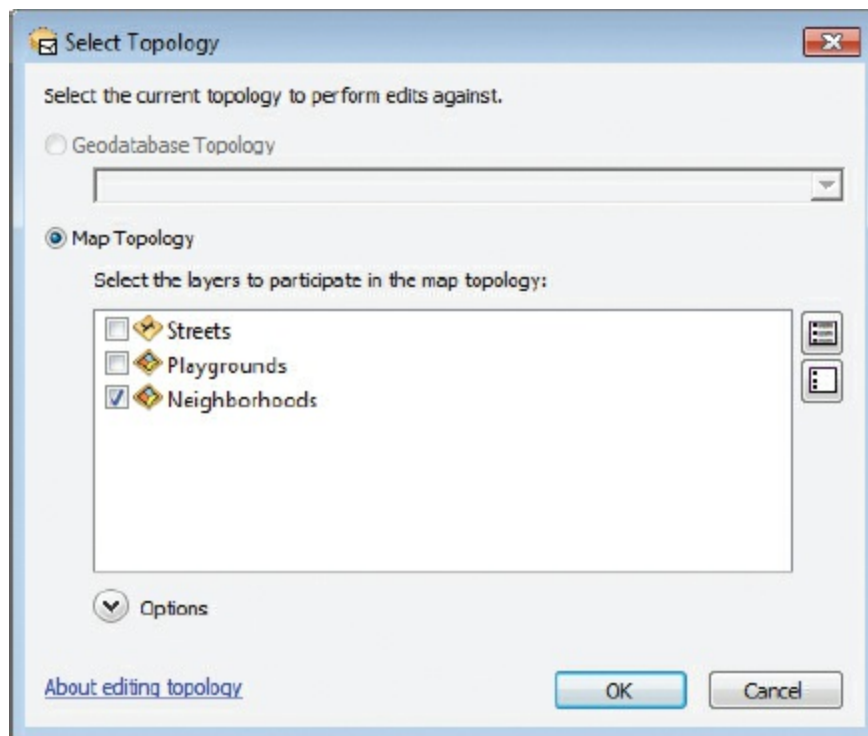 Select Topology
Select the current topology to perform edits against.
Geodatabase Topology
Map Topology
Select the layers to participate in the map topology:
Streets
Playgrounds
Neighborhoods
Options
About editing topology
OK
Cancel